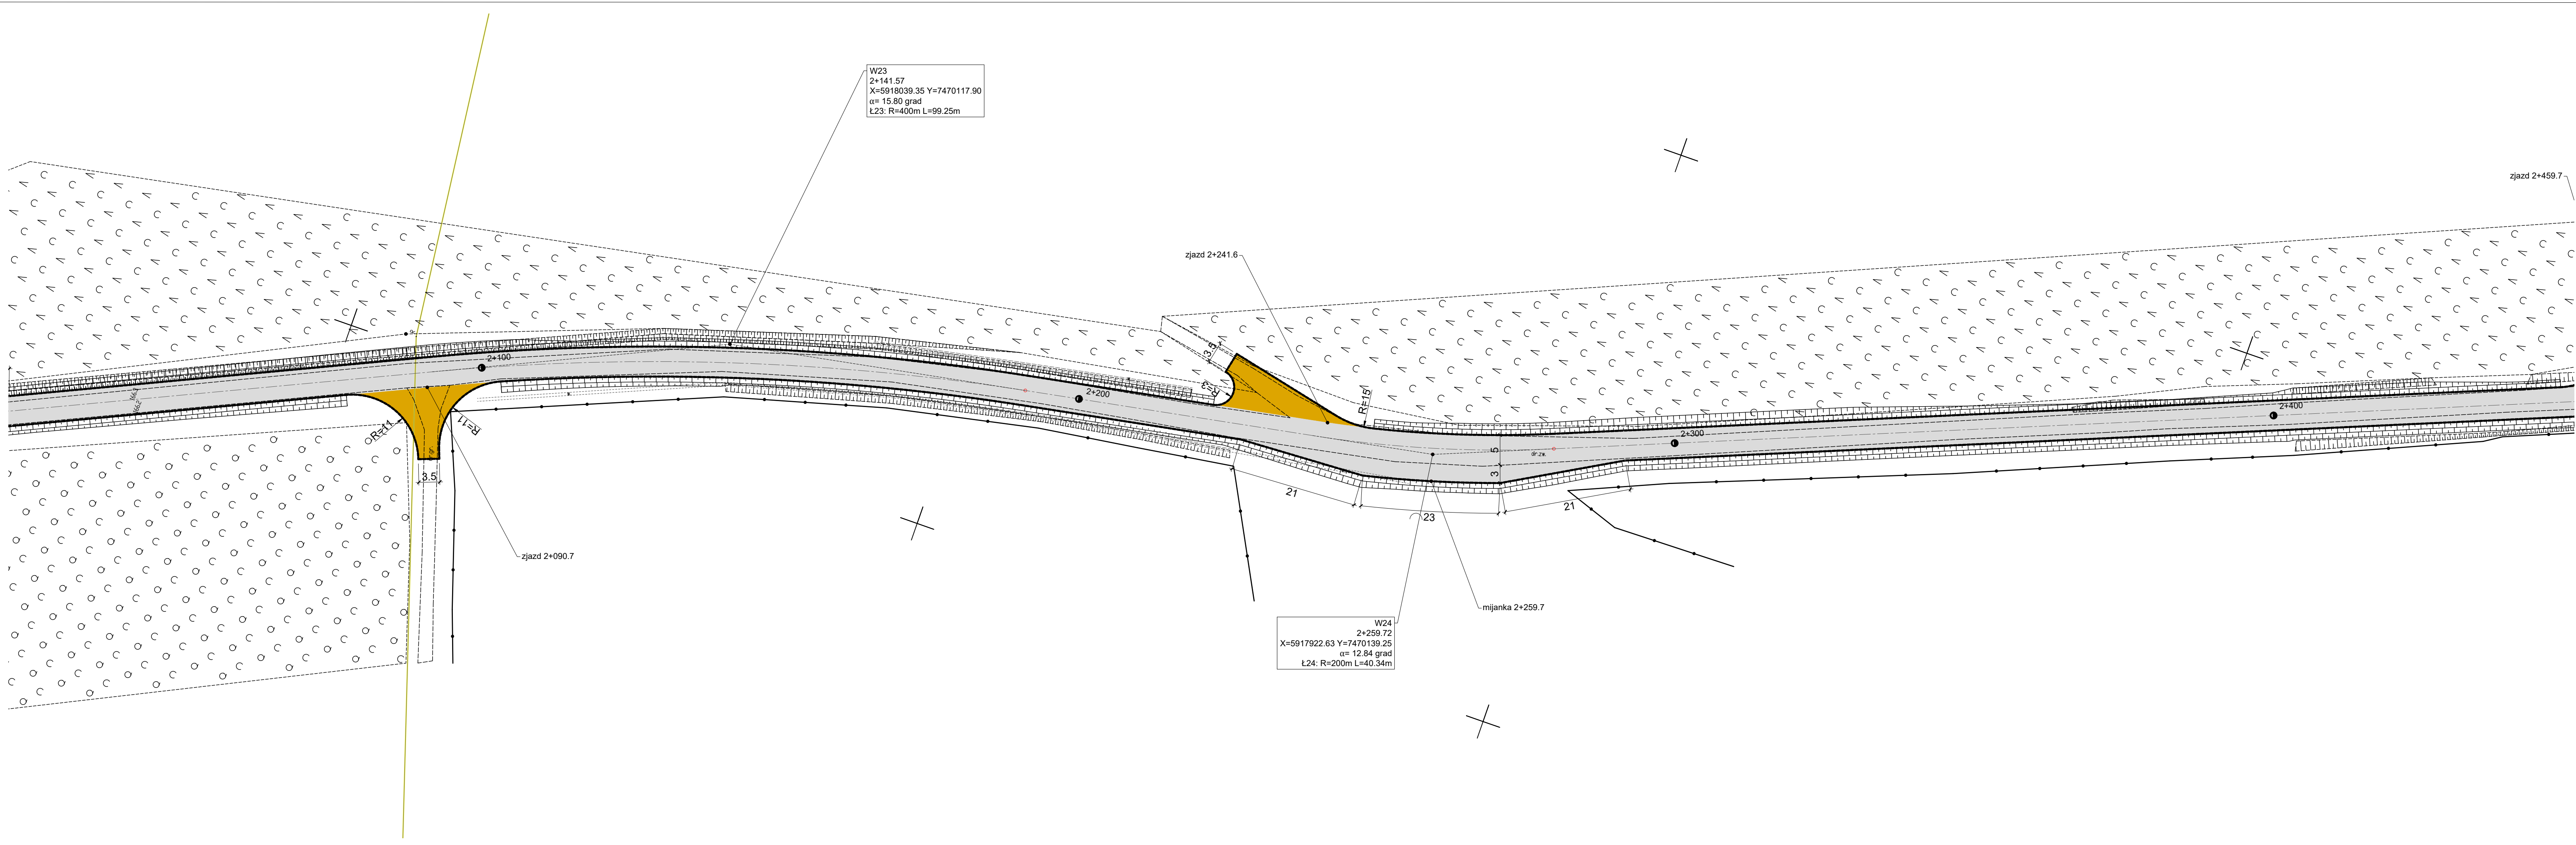 W23
2+141.57
X=5918039.35 Y=7470117.90
α= 15.80 grad
Ł23: R=400m L=99.25m
zjazd 2+459.7
zjazd 2+241.6
2+100
3.5
R=2
2+200
R=15
2+400
R=11
R=11
2+300
5
3
dr.zw.
3.5
21
23
21
zjazd 2+090.7
mijanka 2+259.7
W24
2+259.72
X=5917922.63 Y=7470139.25
α= 12.84 grad
Ł24: R=200m L=40.34m